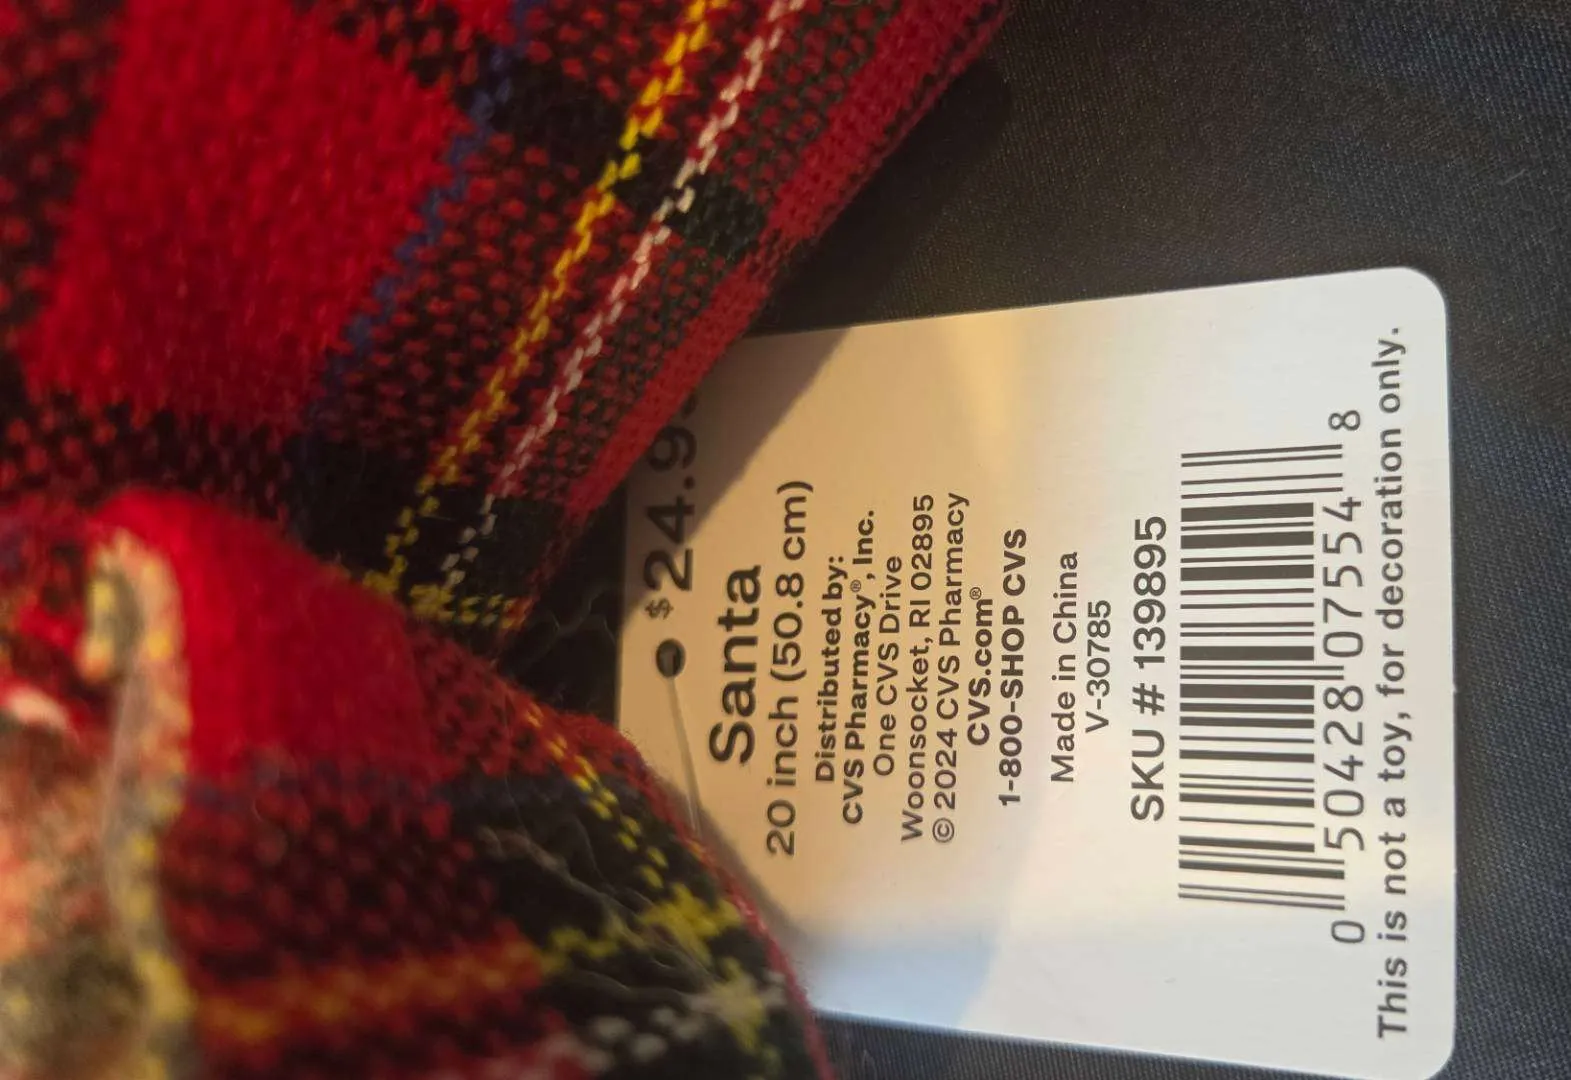 $24.9
Santa
20 inch (50.8 cm)
Distributed by:
CVS Pharmacy®, Inc.
One CVS Drive
Woonsocket, RI 02895
© 2024 CVS Pharmacy
CVS.com®
1-800-SHOP CVS
Made in China
V-30785
SKU # 139895
0 50428 07554 8
This is not a toy, for decoration only.